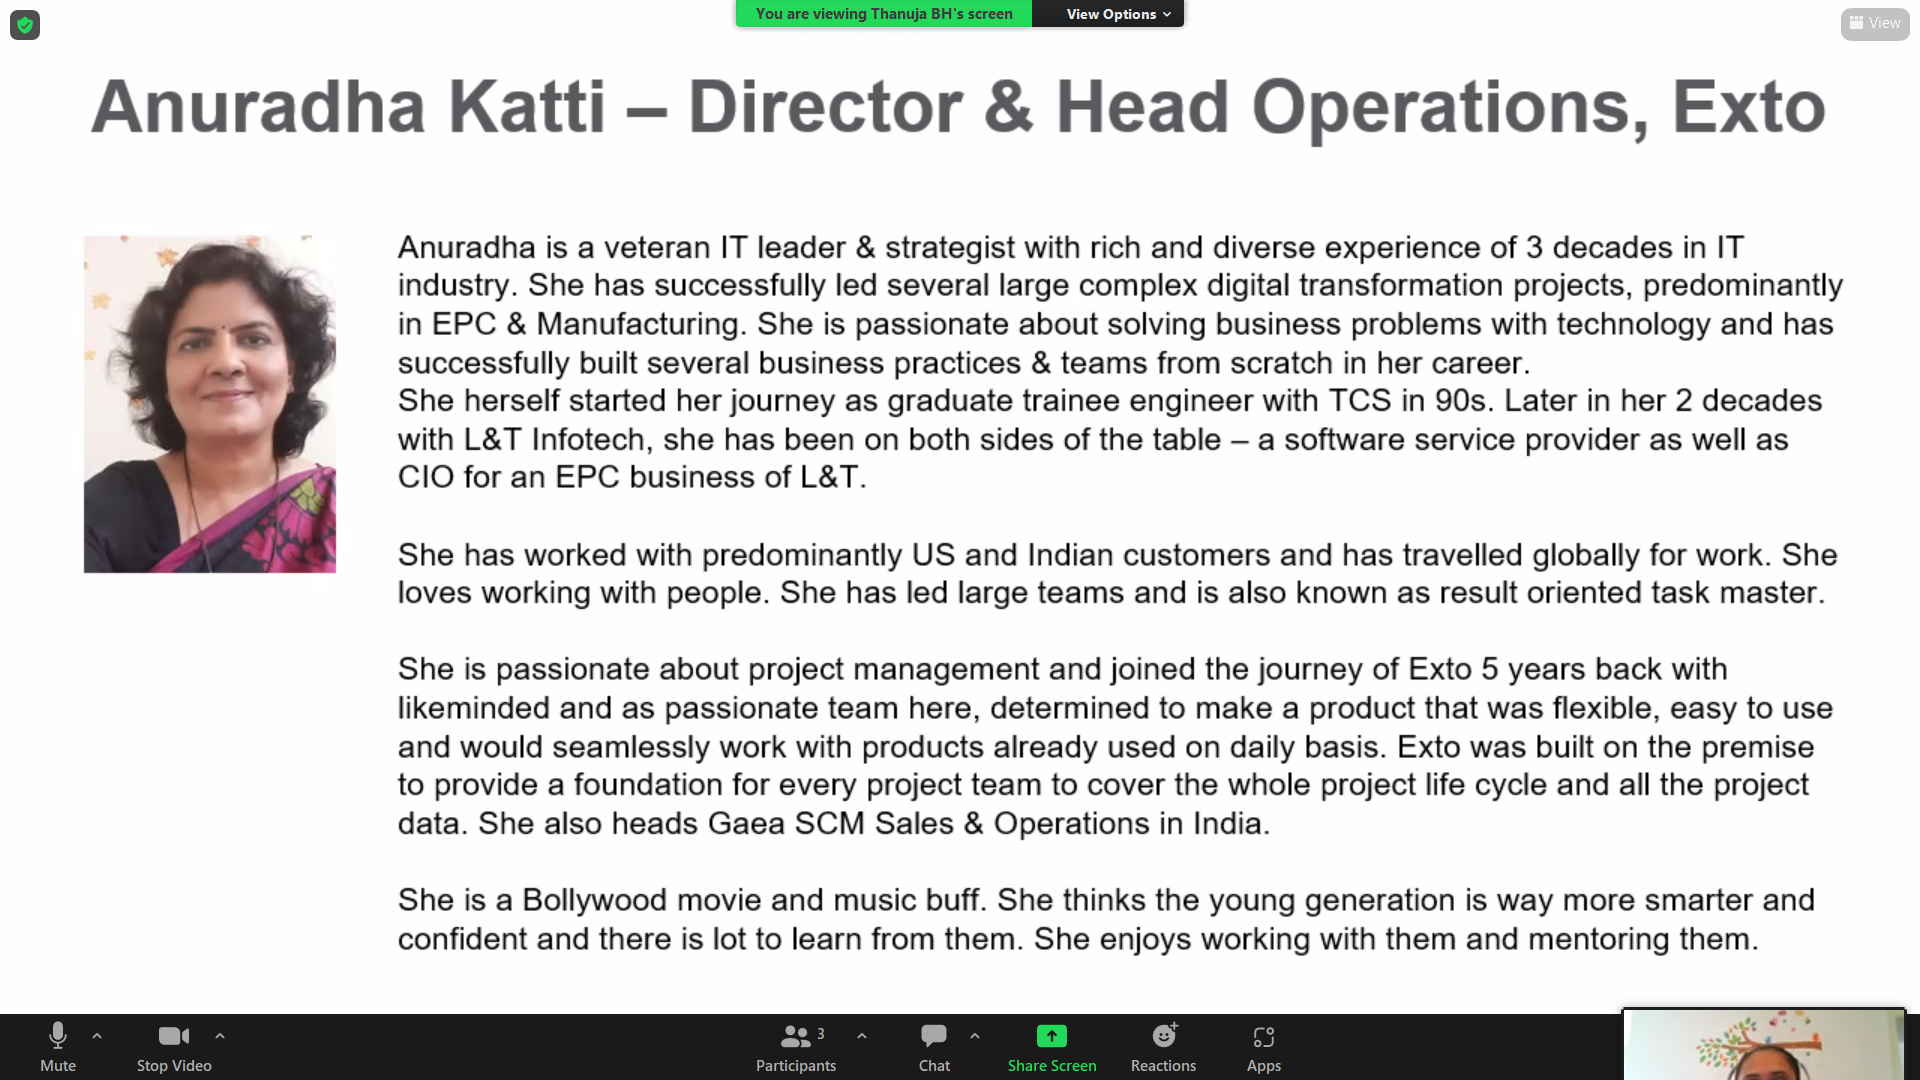 You are viewing Thanuja BH's screen
View Options
View
Anuradha Katti – Director & Head Operations, Exto
Anuradha is a veteran IT leader & strategist with rich and diverse experience of 3 decades in IT
industry. She has successfully led several large complex digital transformation projects, predominantly
in EPC & Manufacturing. She is passionate about solving business problems with technology and has
successfully built several business practices & teams from scratch in her career.
She herself started her journey as graduate trainee engineer with TCS in 90s. Later in her 2 decades
with L&T Infotech, she has been on both sides of the table – a software service provider as well as
CIO for an EPC business of L&T.
She has worked with predominantly US and Indian customers and has travelled globally for work. She
loves working with people. She has led large teams and is also known as result oriented task master.
She is passionate about project management and joined the journey of Exto 5 years back with
likeminded and as passionate team here, determined to make a product that was flexible, easy to use
and would seamlessly work with products already used on daily basis. Exto was built on the premise
to provide a foundation for every project team to cover the whole project life cycle and all the project
data. She also heads Gaea SCM Sales & Operations in India.
She is a Bollywood movie and music buff. She thinks the young generation is way more smarter and
confident and there is lot to learn from them. She enjoys working with them and mentoring them.
Mute
Stop Video
3
Participants
Chat
Share Screen
Reactions
Apps